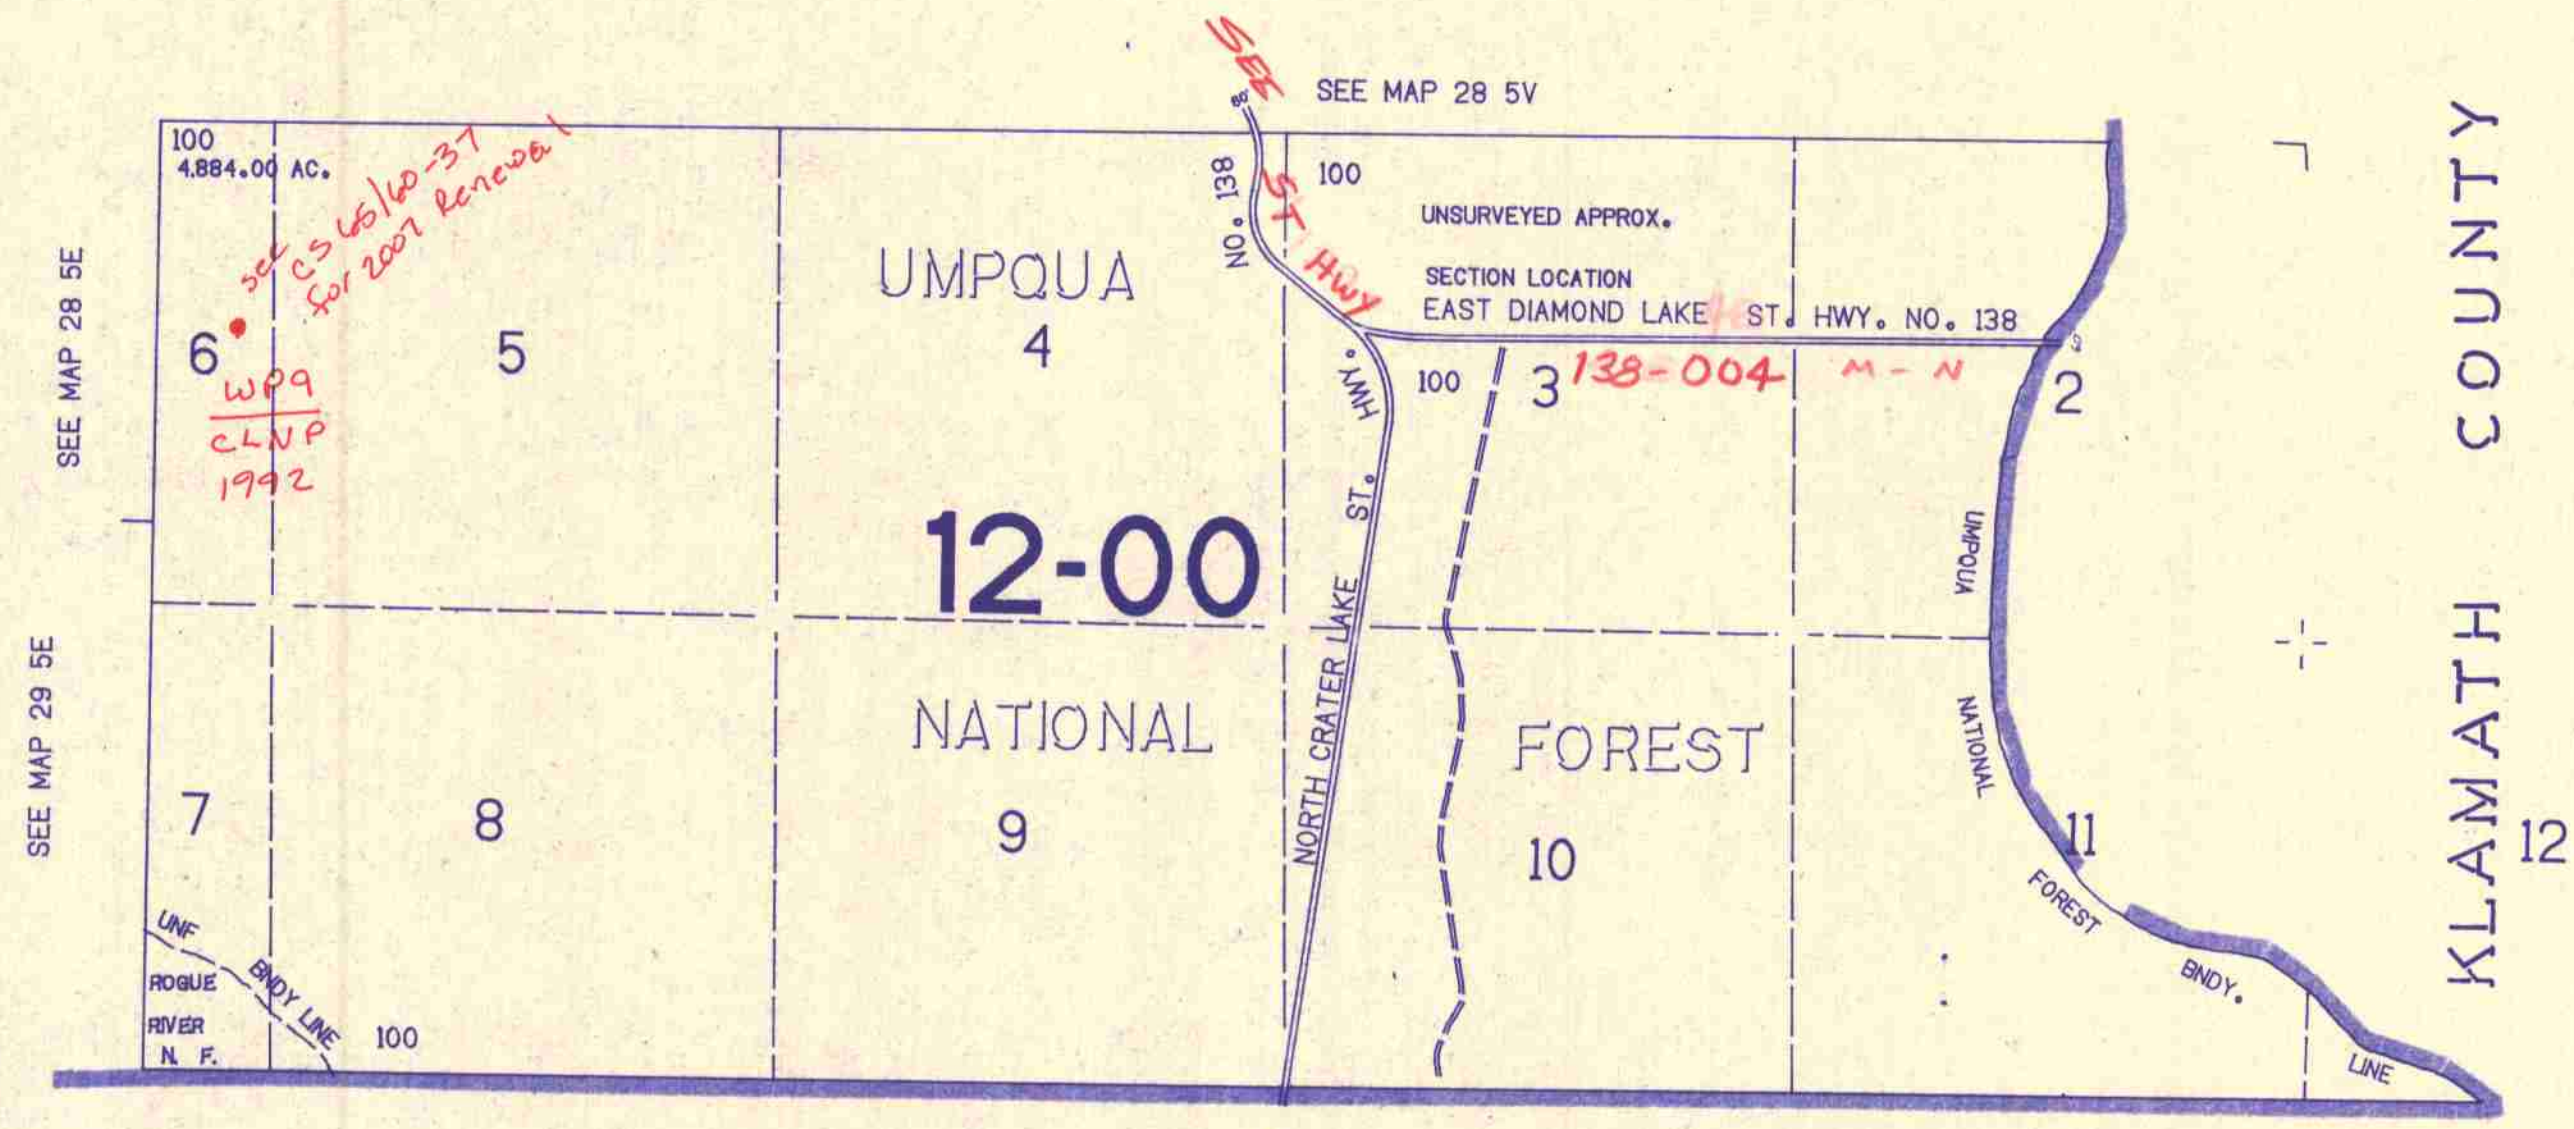 SEE
80'
SEE MAP 28 5V
100
4.884.00 AC.
see
CS 65/60-37
for 2007 Renewal
NO. 138
ST HWY
100
UNSURVEYED APPROX.
SECTION LOCATION
EAST DIAMOND LAKE ST. HWY. NO. 138
UMPQUA
SEE MAP 28 5E
6
5
4
HWY.
100
3
138-004
M - N
2
WP9
CLNP
1992
12-00
ST.
NORTH CRATER LAKE
UMPQUA
NATIONAL
FOREST
BNDY.
LINE
KLAMATH COUNTY
SEE MAP 29 5E
NATIONAL
FOREST
7
8
9
10
11
12
UNF
BNDY LINE
ROGUE
RIVER
N. F.
100